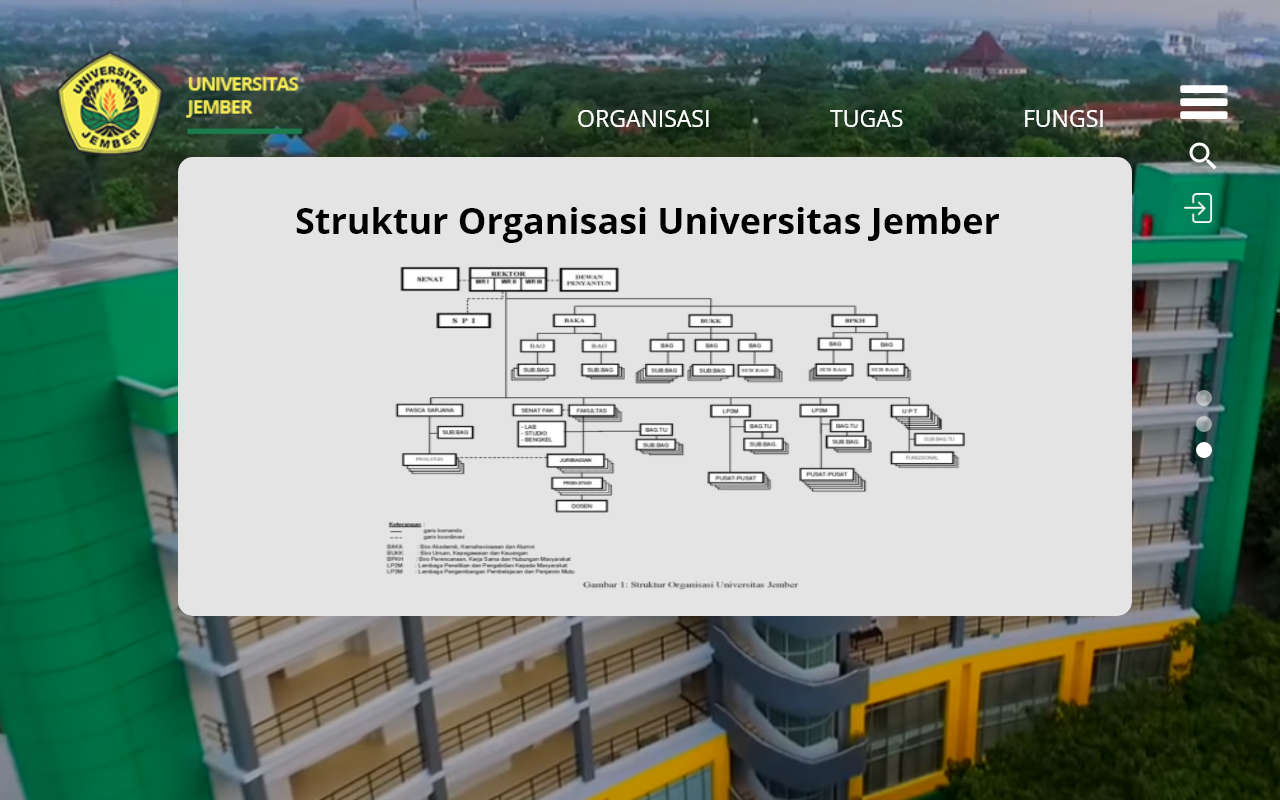 UNIVERSITAS JEMBER
UNIVERSITAS
JEMBER
ORGANISASI TUGAS FUNGSI
Struktur Organisasi Universitas Jember
SENAT REKTOR DEWAN
WR I WR II WR III PENYANTUN
S P I BAKA BUKK BPKH
BAG BAG BAG BAG BAG BAG BAG
SUB.BAG SUB.BAG SUB.BAG SUB.BAG SUB BAG SUB BAG SUB BAG
PASCA SARJANA SENAT FAK FAKULTAS LP3M LP3M U P T
- LAB
- STUDIO
- BENGKEL
SUB.BAG BAG.TU BAG.TU BAG.TU SUB.BAG.TU
SUB.BAG SUB.BAG. SUB.BAG.
JUR/BAGIAN FUNGSIONAL
PUSAT-PUSAT PUSAT-PUSAT
DOSEN
Keterangan :
garis komando
garis koordinasi
BAKA : Biro Akademik, Kemahasiswaan dan Alumni
BUKK : Biro Umum, Kepegawaian dan Keuangan
BPKH : Biro Perencanaan, Kerja Sama dan Hubungan Masyarakat
LP3M : Lembaga Penelitian dan Pengabdian Kepada Masyarakat
LP3M : Lembaga Pengembangan Pembelajaran dan Penjamin Mutu
Gambar 1: Struktur Organisasi Universitas Jember